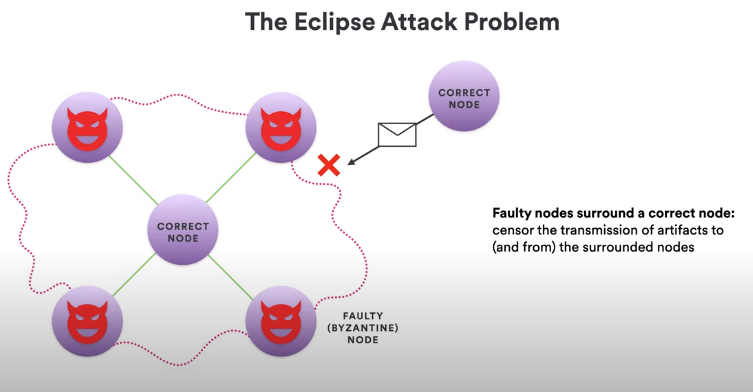 The Eclipse Attack Problem
CORRECT
NODE
CORRECT
NODE
Faulty nodes surround a correct node:
censor the transmission of artifacts to
(and from) the surrounded nodes
FAULTY
(BYZANTINE)
NODE